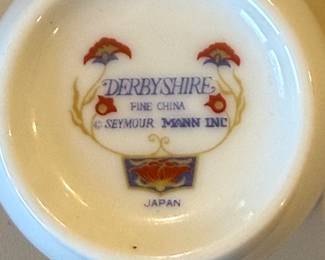 DERBYSHIRE
FINE CHINA
© SEYMOUR MANN INC
JAPAN